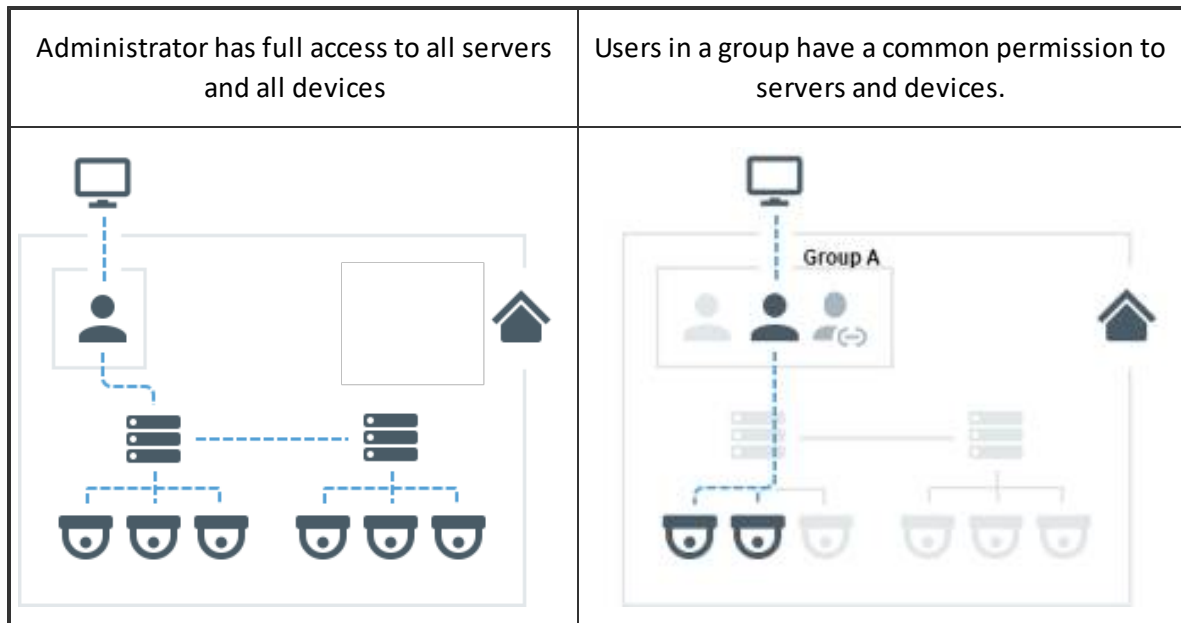 Administrator has full access to all servers
and all devices
Users in a group have a common permission to
servers and devices.
Group A